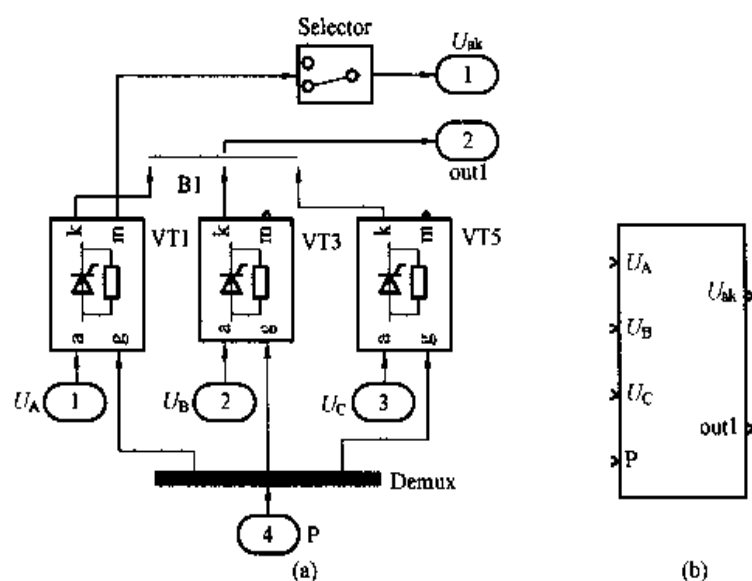 Selector
U_ak
1
2
out1
B1
k m
VT1
k m
VT3
k m
VT5
a g
a g
a g
U_A 1
U_B 2
U_C 3
Demux
4 P
(a)
U_A
U_B
U_C
P
U_ak
out1
(b)